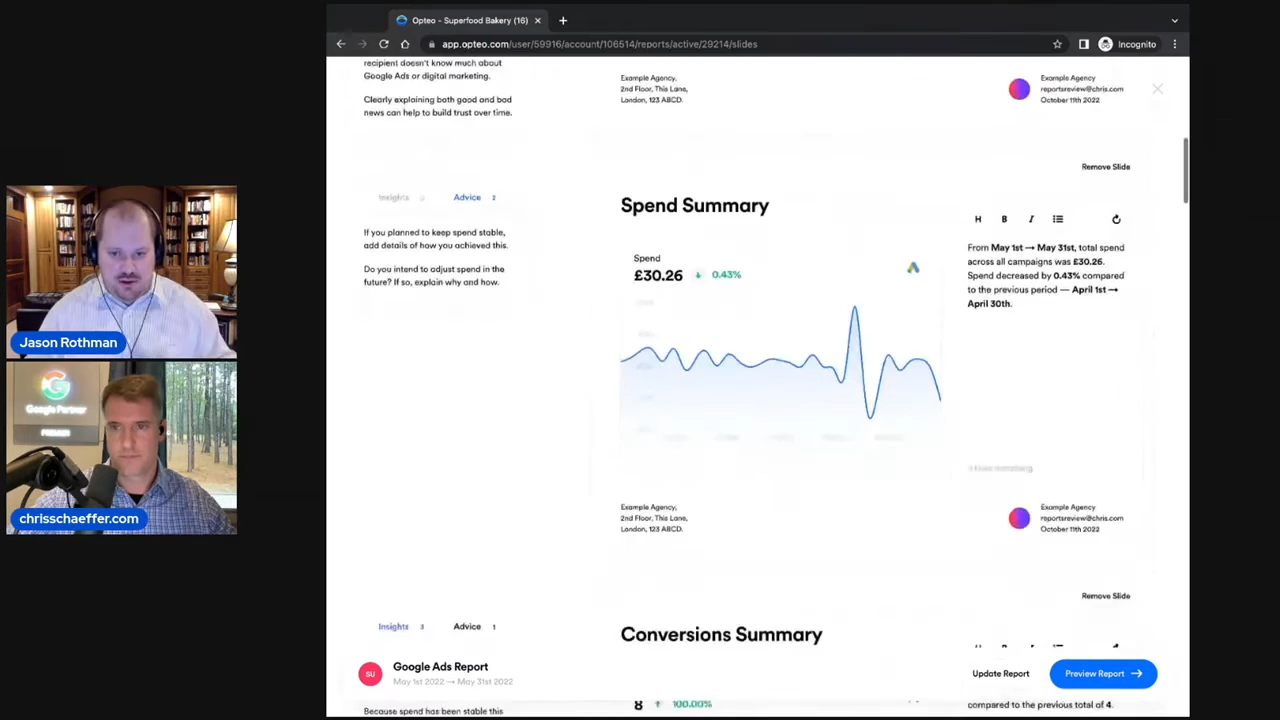 Opteo - Superfood Bakery (16)
app.opteo.com/user/59916/account/106514/reports/active/29214/slides
Incognito
recipient doesn't know much about
Google Ads or digital marketing.
Clearly explaining both good and bad
news can help to build trust over time.
Example Agency,
2nd Floor, This Lane,
London, 123 ABCD.
Example Agency
reportsreview@chris.com
October 11th 2022
Remove Slide
Insights
Advice 2
If you planned to keep spend stable,
add details of how you achieved this.
Do you intend to adjust spend in the
future? If so, explain why and how.
Spend Summary
Spend
£30.26 0.43%
H B I
From May 1st → May 31st, total spend
across all campaigns was £30.26.
Spend decreased by 0.43% compared
to the previous period — April 1st →
April 30th.
Example Agency,
2nd Floor, This Lane,
London, 123 ABCD.
Example Agency
reportsreview@chris.com
October 11th 2022
Remove Slide
Insights 3
Advice 1
Conversions Summary
SU
Google Ads Report
May 1st 2022 → May 31st 2022
Update Report
Preview Report →
Because spend has been stable this
8 100.00%
compared to the previous total of 4.
Jason Rothman
Google Partner
PREMIER
chrisschaeffer.com